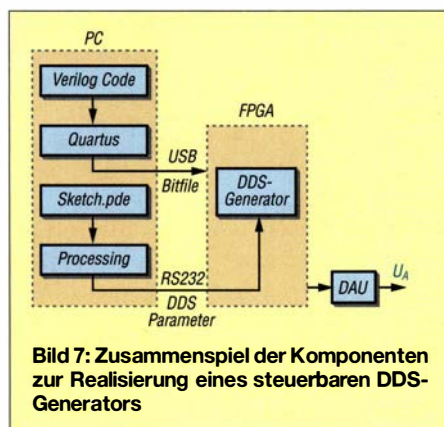 PC
Verilog Code
Quartus
USB
Bitfile
Sketch.pde
Processing
RS232
DDS
Parameter
FPGA
DDS-
Generator
DAU
U_A
Bild 7: Zusammenspiel der Komponenten
zur Realisierung eines steuerbaren DDS-
Generators